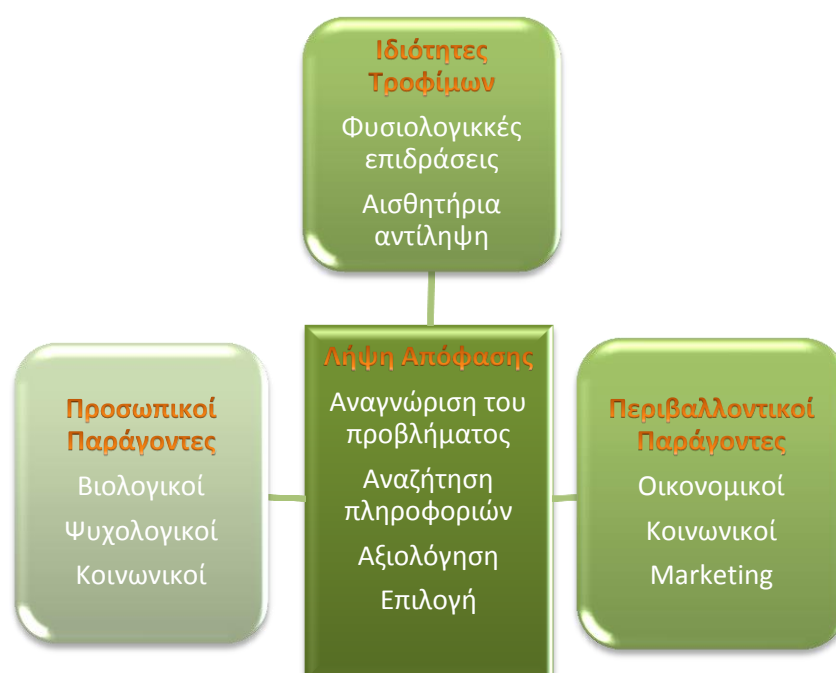 Ιδιότητες
Τροφίμων
Φυσιολογικκές
επιδράσεις
Αισθητήρια
αντίληψη
Προσωπικοί
Παράγοντες
Βιολογικοί
Ψυχολογικοί
Κοινωνικοί
Λήψη Απόφασης
Αναγνώριση του
προβλήματος
Αναζήτηση
πληροφοριών
Αξιολόγηση
Επιλογή
Περιβαλλοντικοί
Παράγοντες
Οικονομικοί
Κοινωνικοί
Marketing